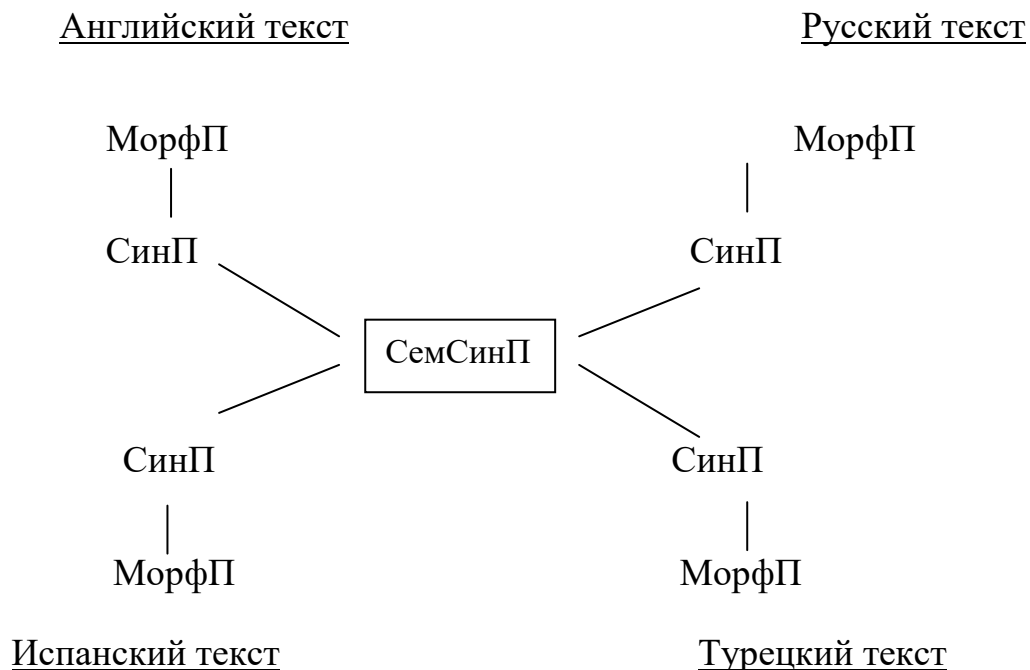 Английский текст
Русский текст
МорфП
МорфП
СинП
СинП
СемСинП
СинП
СинП
МорфП
МорфП
Испанский текст
Турецкий текст